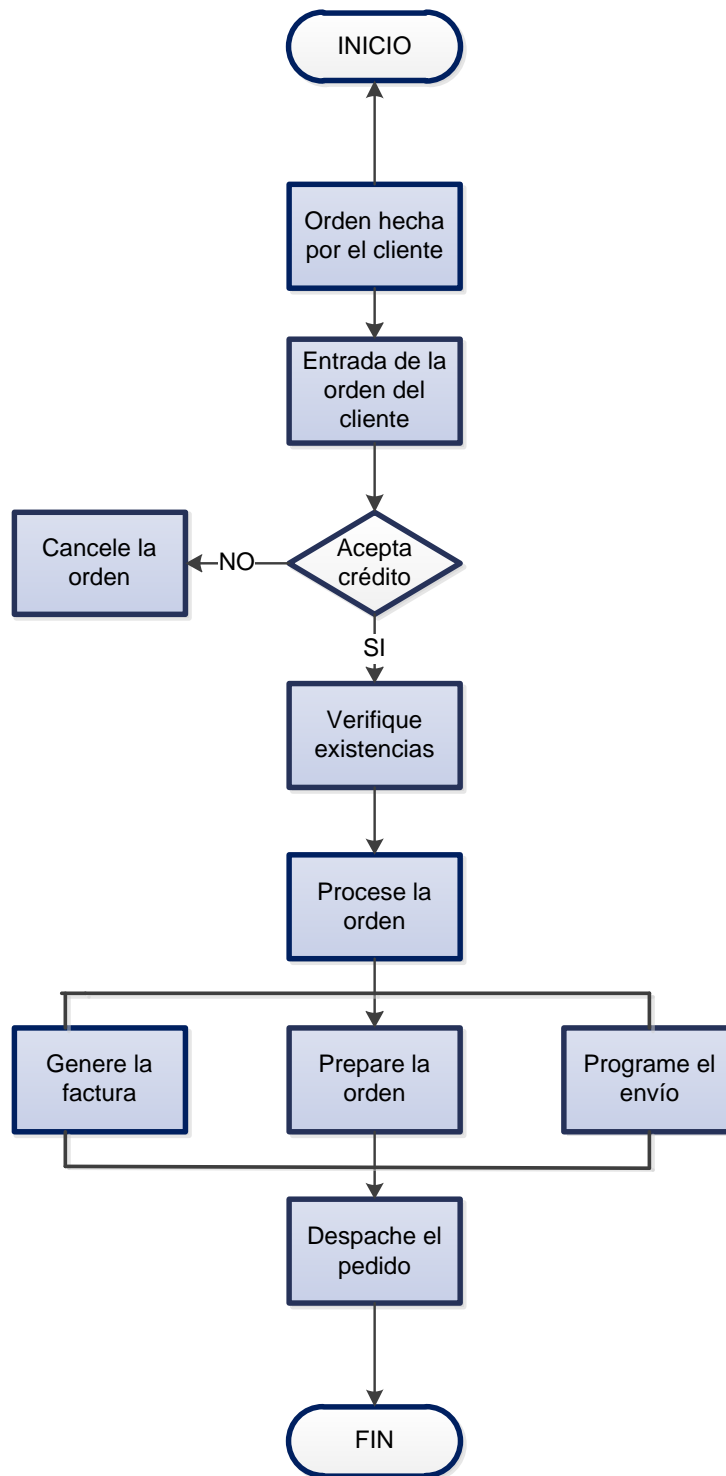 INICIO
Orden hecha
por el cliente
Entrada de la
orden del
cliente
Cancele la
orden
NO
Acepta
crédito
SI
Verifique
existencias
Procese la
orden
Genere la
factura
Prepare la
orden
Programe el
envío
Despache el
pedido
FIN